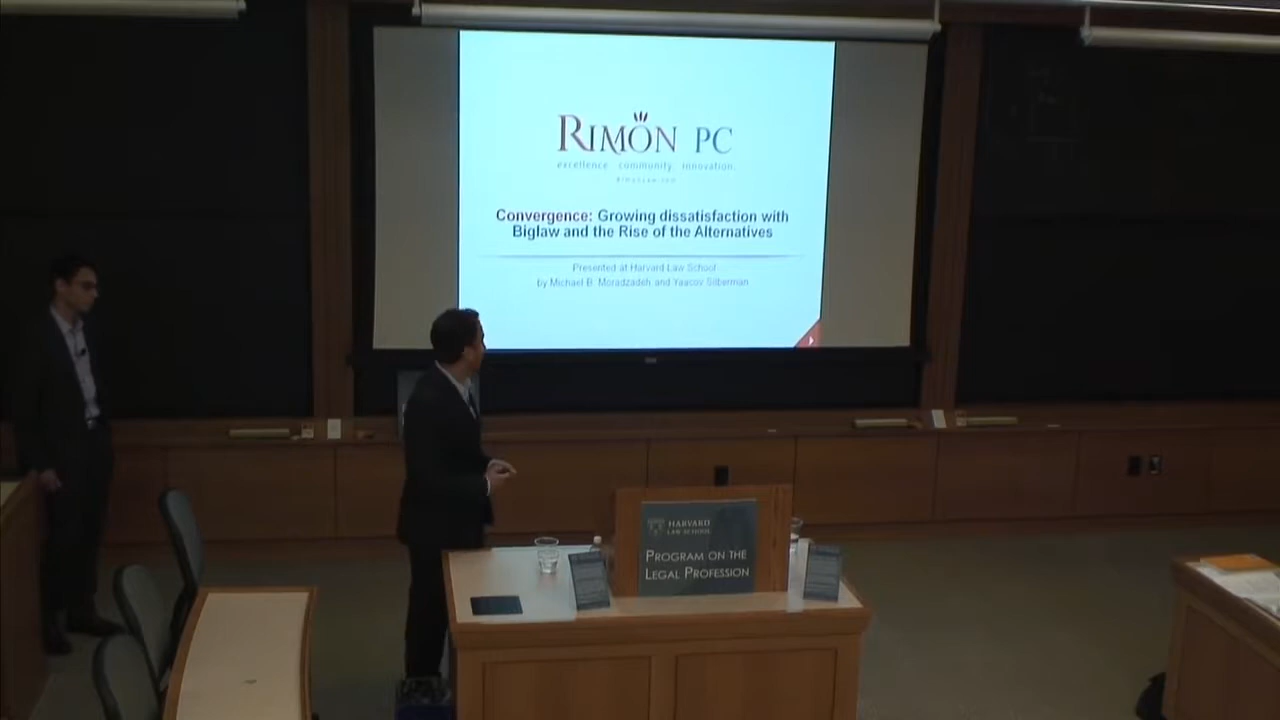 RIMÔN PC
excellence. community. innovation.
Convergence: Growing dissatisfaction with
Biglaw and the Rise of the Alternatives
Presented at Harvard Law School
by Michael B. Moradzadeh and Yaacov Silberman
HARVARD
LAW SCHOOL
PROGRAM ON THE
LEGAL PROFESSION